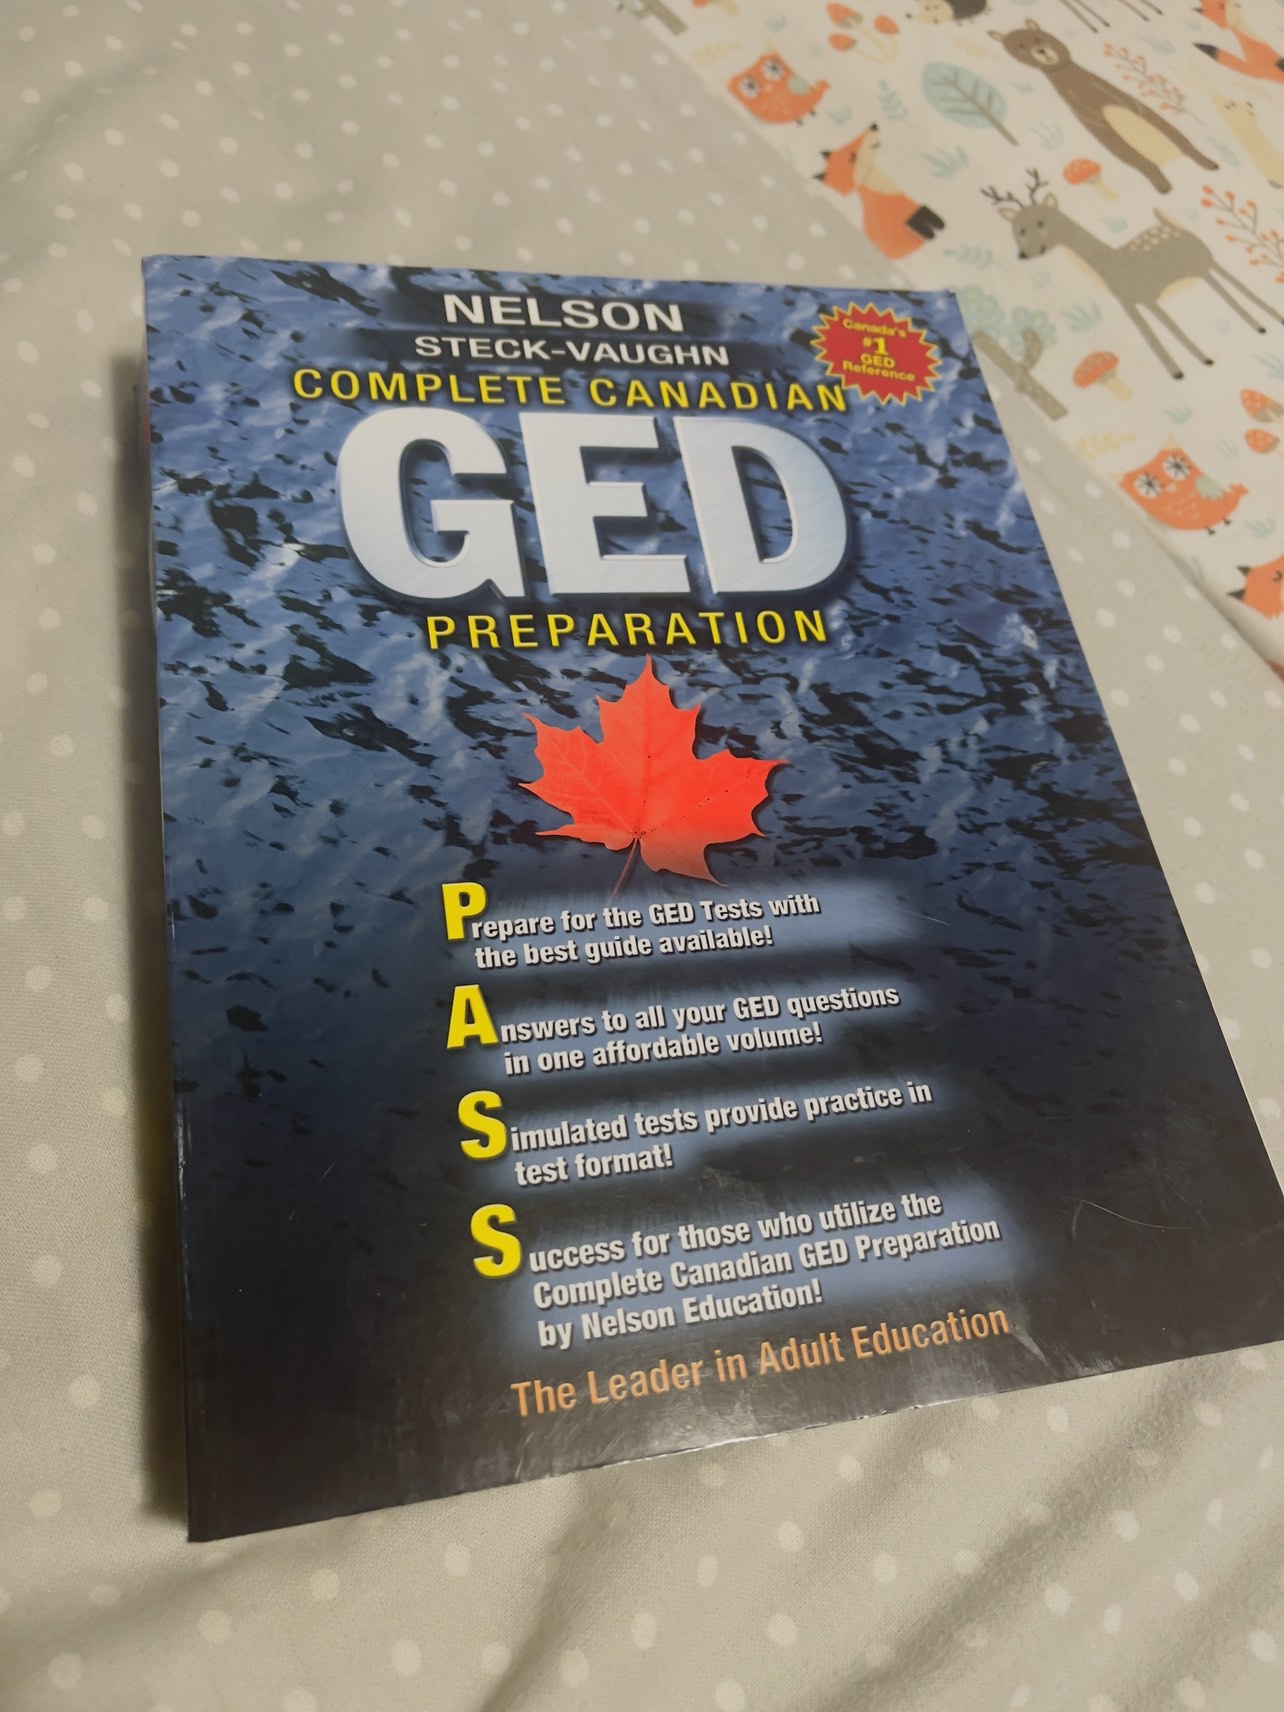 NELSON
STECK-VAUGHN
COMPLETE CANADIAN
GED
PREPARATION
Canada's
#1
GED
Reference
Prepare for the GED Tests with
the best guide available!
Answers to all your GED questions
in one affordable volume!
Simulated tests provide practice in
test format!
Success for those who utilize the
Complete Canadian GED Preparation
by Nelson Education!
The Leader in Adult Education